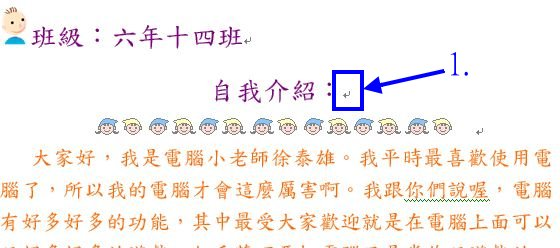 班級：六年十四班
1.
自我介紹：
大家好，我是電腦小老師徐泰雄。我平時最喜歡使用電
腦了，所以我的電腦才會這麼厲害啊。我跟你們說喔，電腦
有好多好多的功能，其中最受大家歡迎就是在電腦上面可以